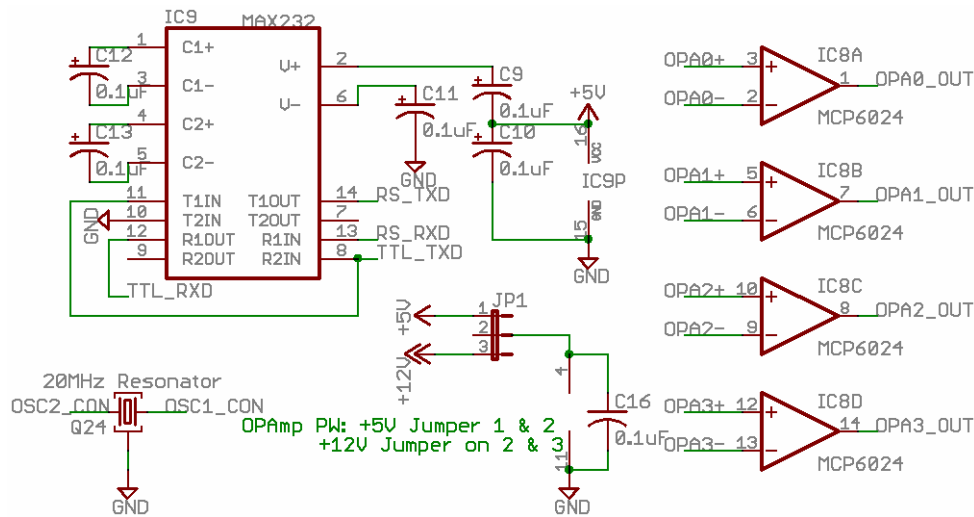 IC9
MAX232
1
C1+
C12
3
C1-
0.1uF
4
C2+
C13
5
C2-
0.1uF
11
T1IN
GND
10
T2IN
12
R1OUT
9
R2OUT
TTL_RXD
V+
2
V-
6
T1OUT
14
RS_TXD
T2OUT
7
R1IN
13
RS_RXD
R2IN
8
TTL_TXD
C11
0.1uF
GND
C9
0.1uF
C10
0.1uF
+5V
16
VCC
IC9P
15
GND
GND
OPA0+
3
IC8A
OPA0-
2
1
OPA0_OUT
MCP6024
OPA1+
5
IC8B
OPA1-
6
7
OPA1_OUT
MCP6024
OPA2+
10
IC8C
OPA2-
9
8
OPA2_OUT
MCP6024
OPA3+
12
IC8D
OPA3-
13
14
OPA3_OUT
MCP6024
JP1
+5V
1
2
3
+12V
4
C16
0.1uF
11
GND
OPAmp PW: +5V Jumper 1 & 2
+12V Jumper on 2 & 3
20MHz Resonator
OSC2_CON
OSC1_CON
Q24
GND